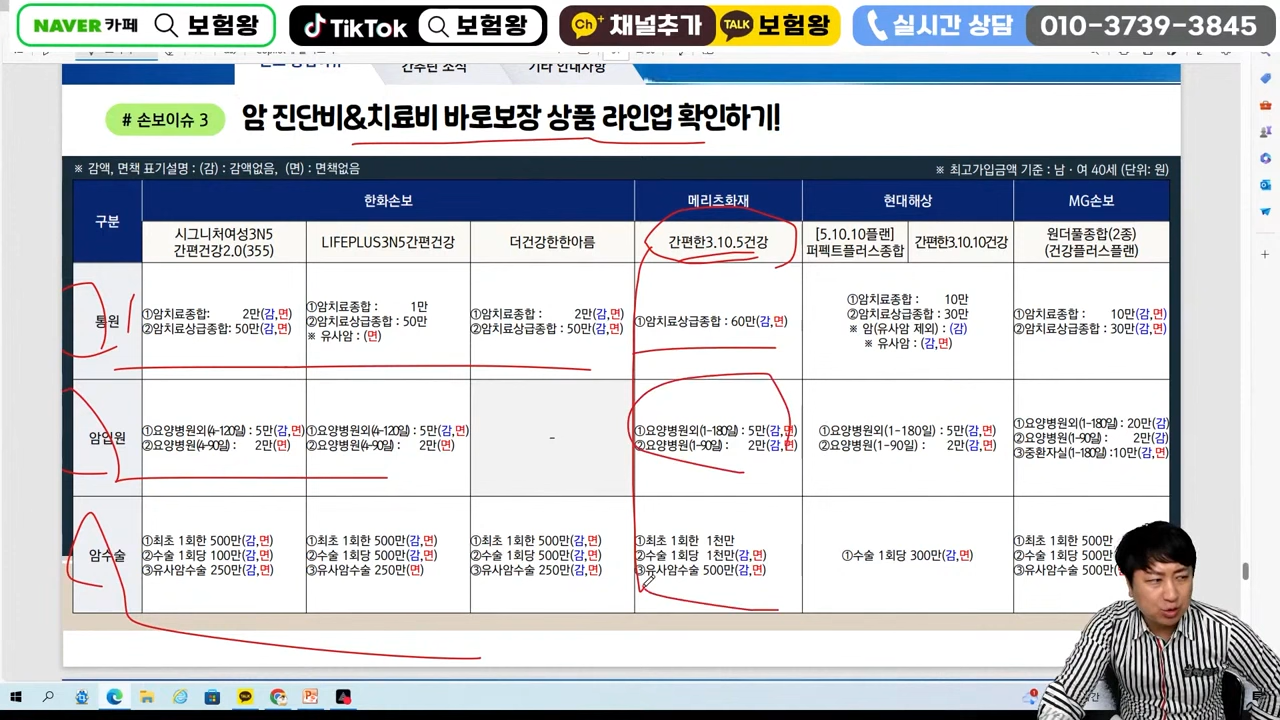 NAVER 카페 보험왕 TikTok 보험왕 Ch+ 채널추가 TALK 보험왕 실시간 상담 010-3739-3845
간추린 소식 기타 안내사항
# 손보이슈 3 암 진단비&치료비 바로보장 상품 라인업 확인하기!
※ 감액, 면책 표기설명 : (감) : 감액없음, (면) : 면책없음 ※ 최고가입금액 기준 : 남 · 여 40세 (단위: 원)
구분 한화손보 메리츠화재 현대해상 MG손보
시그니처여성3N5 간편건강2.0(355)
LIFEPLUS3N5간편건강
더건강한한아름
간편한3.10.5건강
[5.10.10플랜] 퍼펙트플러스종합
간편한3.10.10건강
원더풀종합(2종) (건강플러스플랜)
통원
①암치료종합 : 2만(감,면)
②암치료상급종합: 50만(감,면)
①암치료종합 : 1만
②암치료상급종합 : 50만
※ 유사암 : (면)
①암치료종합: 2만(감,면)
②암치료상급종합 : 50만(감,면)
①암치료상급종합 : 60만(감,면)
①암치료종합 : 10만
②암치료상급종합 : 30만
※ 암(유사암 제외) : (감)
※ 유사암 : (감,면)
①암치료종합 : 10만(감,면)
②암치료상급종합 : 30만(감,면)
암입원
①요양병원외(4-120일) : 5만(감,면)
②요양병원(4-90일) : 2만(면)
①요양병원외(4-120일) : 5만(감,면)
②요양병원(4-90일) : 2만(면)
-
①요양병원외(1-180일) : 5만(감,면)
②요양병원(1-90일) : 2만(감,면)
①요양병원외(1-180일) : 5만(감,면)
②요양병원(1-90일) : 2만(감,면)
①요양병원외(1-180일) : 20만(감)
②요양병원(1-90일) : 2만(감)
③중환자실(1-180일) :10만(감,면)
암수술
①최초 1회한 500만(감,면)
②수술 1회당 100만(감,면)
③유사암수술 250만(감,면)
①최초 1회한 500만(감,면)
②수술 1회당 500만(감,면)
③유사암수술 250만(면)
①최초 1회한 500만(감,면)
②수술 1회당 500만(감,면)
③유사암수술 250만(감,면)
①최초 1회한 1천만
②수술 1회당 1천만(감,면)
③유사암수술 500만(감,면)
①수술 1회당 300만(감,면)
①최초 1회한 500만
②수술 1회당 500만
③유사암수술 500만